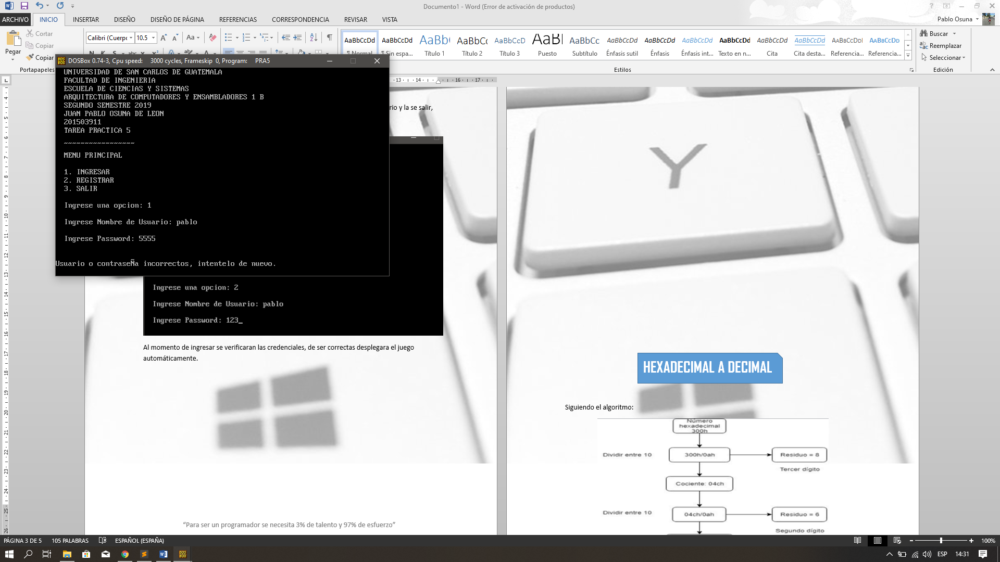 Documento1 - Word (Error de activación de productos)
ARCHIVO INICIO INSERTAR DISEÑO DISEÑO DE PÁGINA REFERENCIAS CORRESPONDENCIA REVISAR VISTA
Pablo Osuna
Pegar
Cortar
Copiar
Copiar
Portapapeles
Calibri (Cuerpo 10.5
AaBbCcDd AaBbCcDd AaBbC AaBbCc AaBbCcD AaBl AaBbCc AaBbCcDd AaBbCcDd AaBbCcDd AaBbCcDd AaBbCcDd AaBbCcDd AaBbCcDd AaBbCcDd
¶ Normal ¶ Sin espa... Título 1 Título 2 Título 3 Puesto Subtítulo Énfasis sutil Énfasis Énfasis int... Texto en n... Cita Cita desta... Referencia... Referencia...
Estilos
Buscar
Reemplazar
Seleccionar
Edición
DOSBox 0.74-3, Cpu speed: 3000 cycles, Frameskip 0, Program: PRA5
UNIVERSIDAD DE SAN CARLOS DE GUATEMALA
FACULTAD DE INGENIERIA
ESCUELA DE CIENCIAS Y SISTEMAS
ARQUITECTURA DE COMPUTADORES Y ENSAMBLADORES 1 B
SEGUNDO SEMESTRE 2019
JUAN PABLO OSUNA DE LEON
201503911
TAREA PRACTICA 5
~~~~~~~~~~~~~~~~~
MENU PRINCIPAL
1. INGRESAR
2. REGISTRAR
3. SALIR
Ingrese una opcion: 1
Ingrese Nombre de Usuario: pablo
Ingrese Password: 5555
Usuario o contraseÑa incorrectos, intentelo de nuevo.
rio y la se salir,
Ingrese una opcion: 2
Ingrese Nombre de Usuario: pablo
Ingrese Password: 123_
Al momento de ingresar se verificaran las credenciales, de ser correctas desplegara el juego
automáticamente.
“Para ser un programador se necesita 3% de talento y 97% de esfuerzo”
Y
HEXADECIMAL A DECIMAL
Siguiendo el algoritmo:
Número
hexadecimal
300h
Dividir entre 10
300h/0ah
Residuo = 8
Tercer dígito
Cociente: 04ch
Dividir entre 10
04ch/0ah
Residuo = 6
Segundo dígito
PÁGINA 3 DE 5 105 PALABRAS ESPAÑOL (ESPAÑA)
100%
ESP 14:31